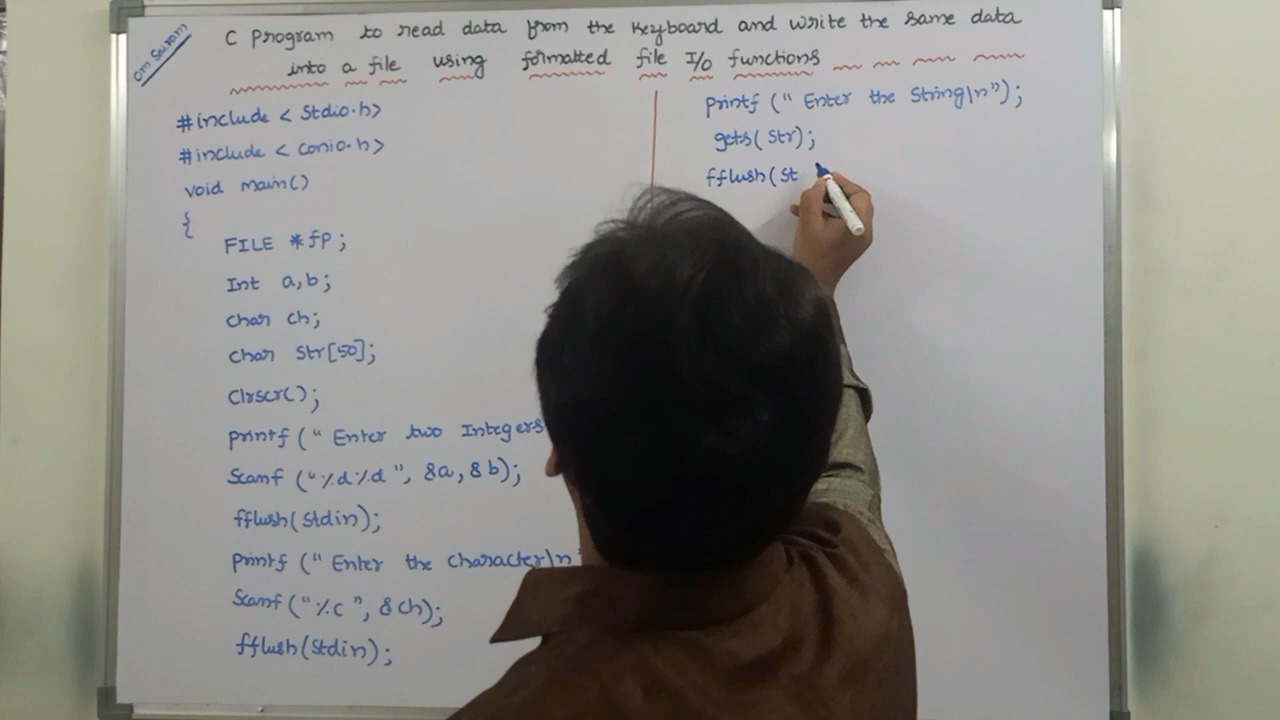 om Sairam
C program to read data from the keyboard and write the same data
into a file using formatted file I/O functions
#include < Stdio.h>
#include < conio.h>
void main()
{
FILE *fp;
Int a,b;
char ch;
char str[50];
Clrscr();
printf (" Enter two Integers
Scanf ("%d%d", &a, &b);
fflush(Stdin);
printf (" Enter the character\n"
Scanf ("%c", &ch);
fflush(Stdin);
printf (" Enter the String\n");
gets(str);
fflush(St